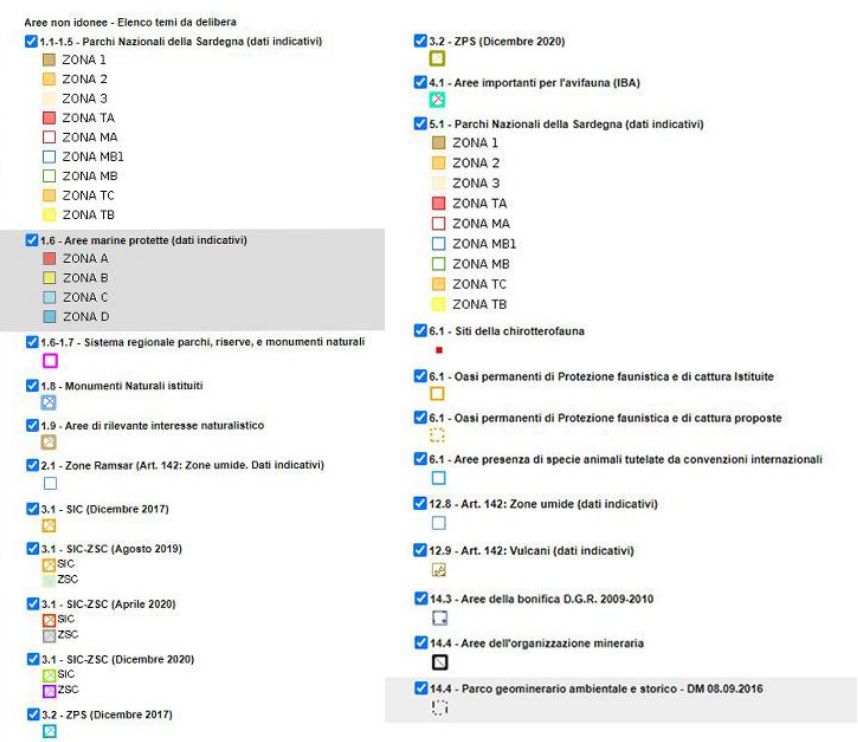 Aree non idonee - Elenco temi da delibera
1.1-1.5 - Parchi Nazionali della Sardegna (dati indicativi)
ZONA 1
ZONA 2
ZONA 3
ZONA TA
ZONA MA
ZONA MB1
ZONA MB
ZONA TC
ZONA TB
1.6 - Aree marine protette (dati indicativi)
ZONA A
ZONA B
ZONA C
ZONA D
1.6-1.7 - Sistema regionale parchi, riserve, e monumenti naturali
1.8 - Monumenti Naturali istituiti
1.9 - Aree di rilevante interesse naturalistico
2.1 - Zone Ramsar (Art. 142: Zone umide. Dati indicativi)
3.1 - SIC (Dicembre 2017)
3.1 - SIC-ZSC (Agosto 2019)
SIC
ZSC
3.1 - SIC-ZSC (Aprile 2020)
SIC
ZSC
3.1 - SIC-ZSC (Dicembre 2020)
SIC
ZSC
3.2 - ZPS (Dicembre 2017)
3.2 - ZPS (Dicembre 2020)
4.1 - Aree importanti per l'avifauna (IBA)
5.1 - Parchi Nazionali della Sardegna (dati indicativi)
ZONA 1
ZONA 2
ZONA 3
ZONA TA
ZONA MA
ZONA MB1
ZONA MB
ZONA TC
ZONA TB
6.1 - Siti della chirotterofauna
6.1 - Oasi permanenti di Protezione faunistica e di cattura Istituite
6.1 - Oasi permanenti di Protezione faunistica e di cattura proposte
6.1 - Aree presenza di specie animali tutelate da convenzioni internazionali
12.8 - Art. 142: Zone umide (dati indicativi)
12.9 - Art. 142: Vulcani (dati indicativi)
14.3 - Aree della bonifica D.G.R. 2009-2010
14.4 - Aree dell'organizzazione mineraria
14.4 - Parco geominerario ambientale e storico - DM 08.09.2016